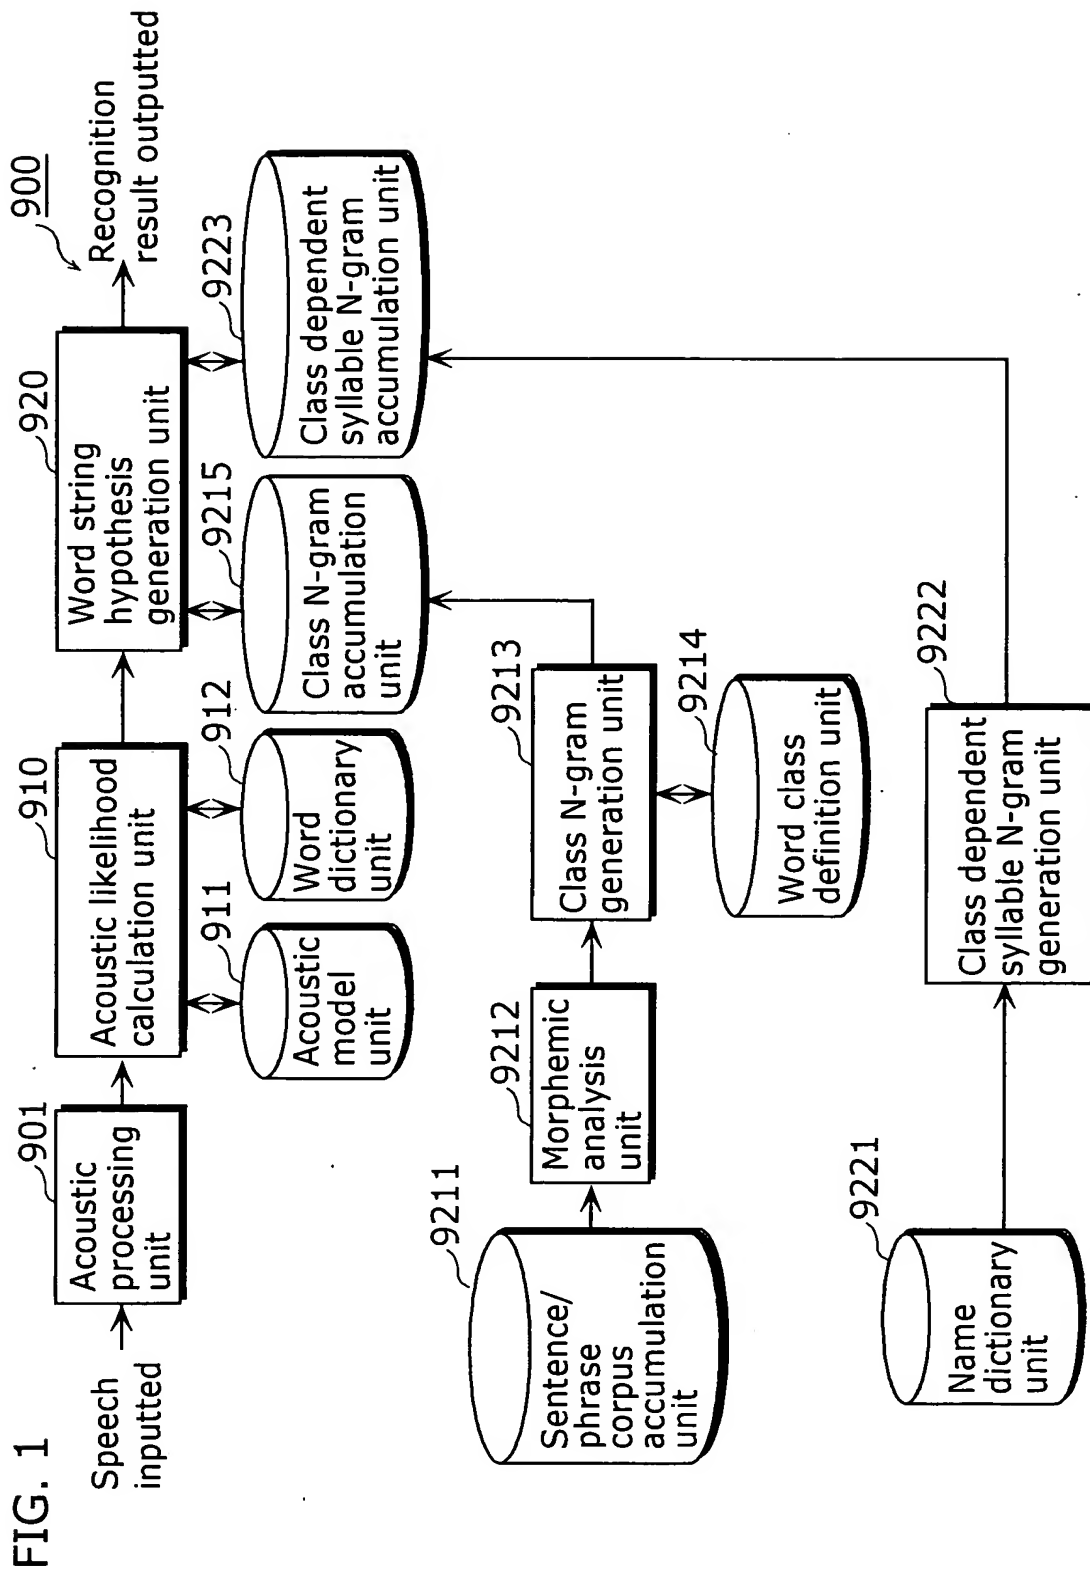 FIG. 1
900
Speech
inputted
901
Acoustic
processing
unit
910
Acoustic likelihood
calculation unit
920
Word string
hypothesis
generation unit
Recognition
result outputted
911
Acoustic
model
unit
912
Word
dictionary
unit
9215
Class N-gram
accumulation
unit
9223
Class dependent
syllable N-gram
accumulation unit
9211
Sentence/
phrase
corpus
accumulation
unit
9212
Morphemic
analysis
unit
9213
Class N-gram
generation unit
9214
Word class
definition unit
9221
Name
dictionary
unit
9222
Class dependent
syllable N-gram
generation unit